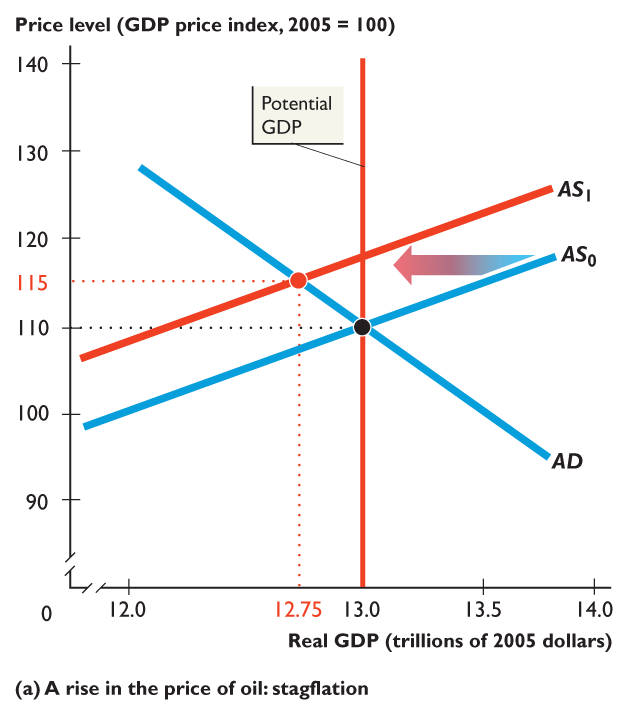 Price level (GDP price index, 2005 = 100)
140
Potential
GDP
130
AS1
120
AS0
115
110
100
AD
90
0
12.0
12.75
13.0
13.5
14.0
Real GDP (trillions of 2005 dollars)
(a) A rise in the price of oil: stagflation